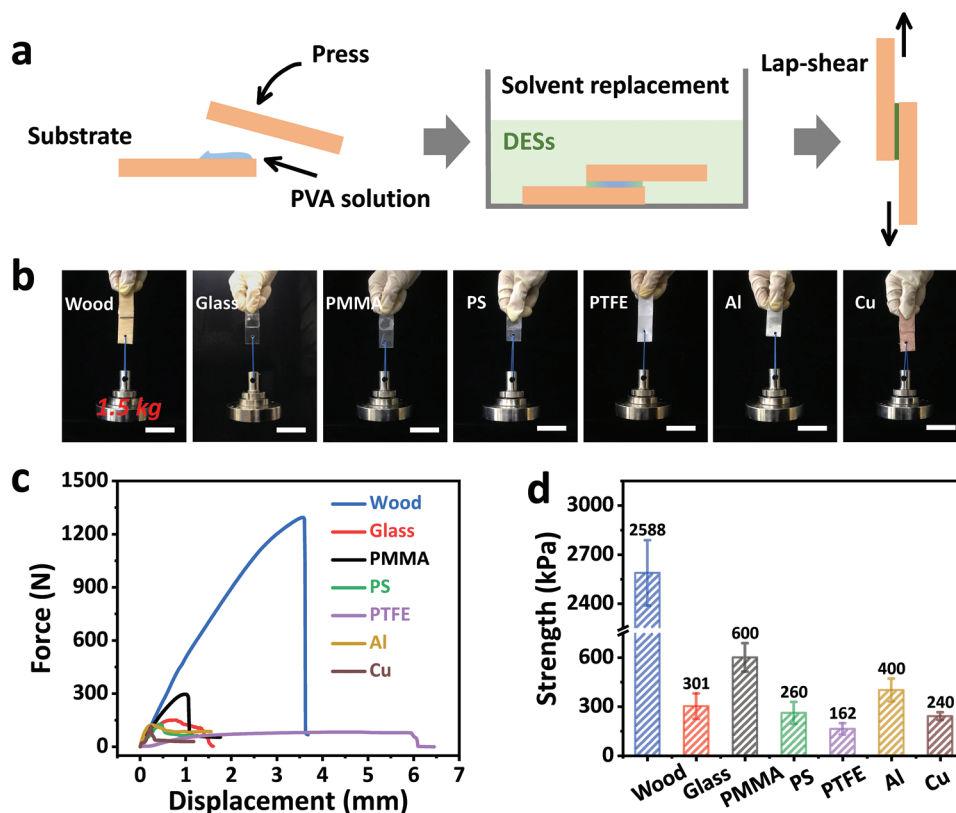 a
Press
Substrate
PVA solution
Solvent replacement
DESs
Lap-shear
b
Wood
1.5 kg
Glass
PMMA
PS
PTFE
Al
Cu
c
Force (N)
1500
1200
900
600
300
0
Wood
Glass
PMMA
PS
PTFE
Al
Cu
0 1 2 3 4 5 6 7
Displacement (mm)
d
Strength (kPa)
3000
2700
2400
600
300
0
2588
301
600
260
162
400
240
Wood
Glass
PMMA
PS
PTFE
Al
Cu